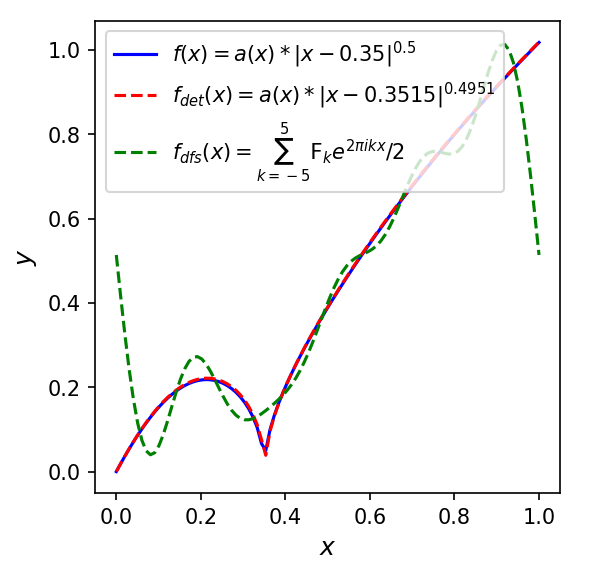 f(x) = a(x) * |x − 0.35|^0.5
f_det(x) = a(x) * |x − 0.3515|^0.4951
f_dfs(x) = ∑_{k=−5}^{5} F_k e^{2πikx}/2
1.0
0.8
0.6
0.4
0.2
0.0
y
0.0 0.2 0.4 0.6 0.8 1.0
x